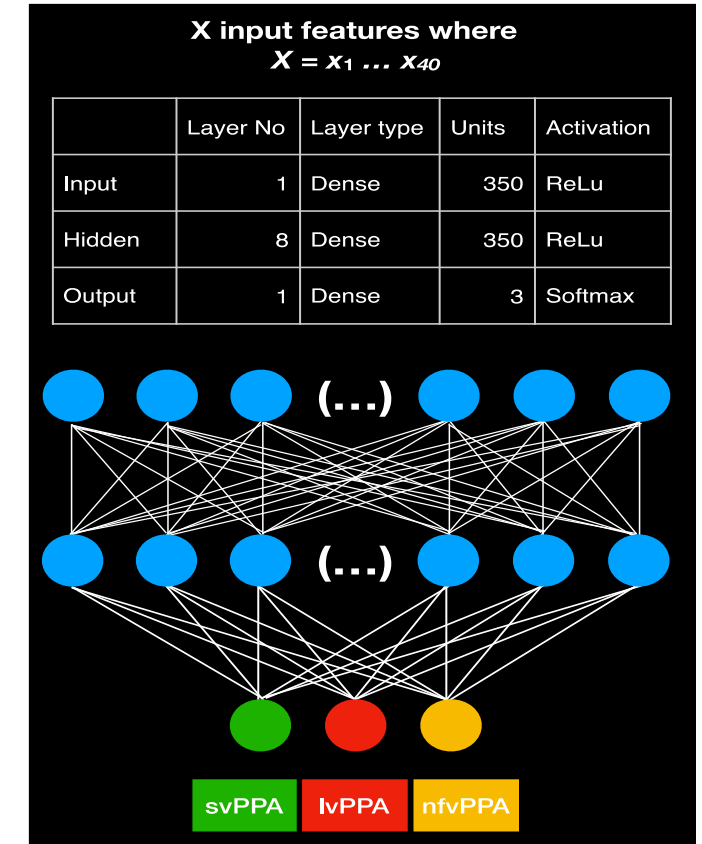 X input features where
X = x₁ ... x₄₀
Layer No Layer type Units Activation
Input 1 Dense 350 ReLu
Hidden 8 Dense 350 ReLu
Output 1 Dense 3 Softmax
(...)
(...)
svPPA lvPPA nfvPPA